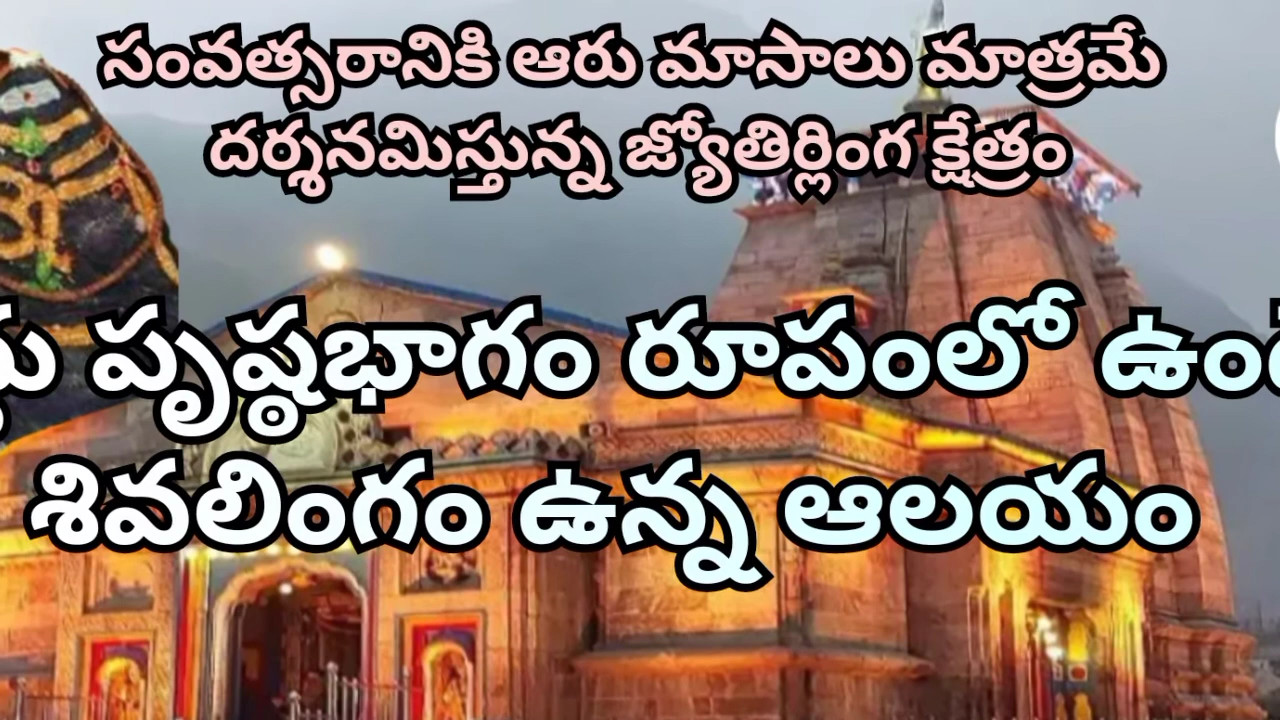 సంవత్సరానికి ఆరు మాసాలు మాత్రమే
దర్శనమిస్తున్న జ్యోతిర్లింగ క్షేత్రం
పృష్ఠభాగం రూపంలో
శివలింగం ఉన్న ఆలయం